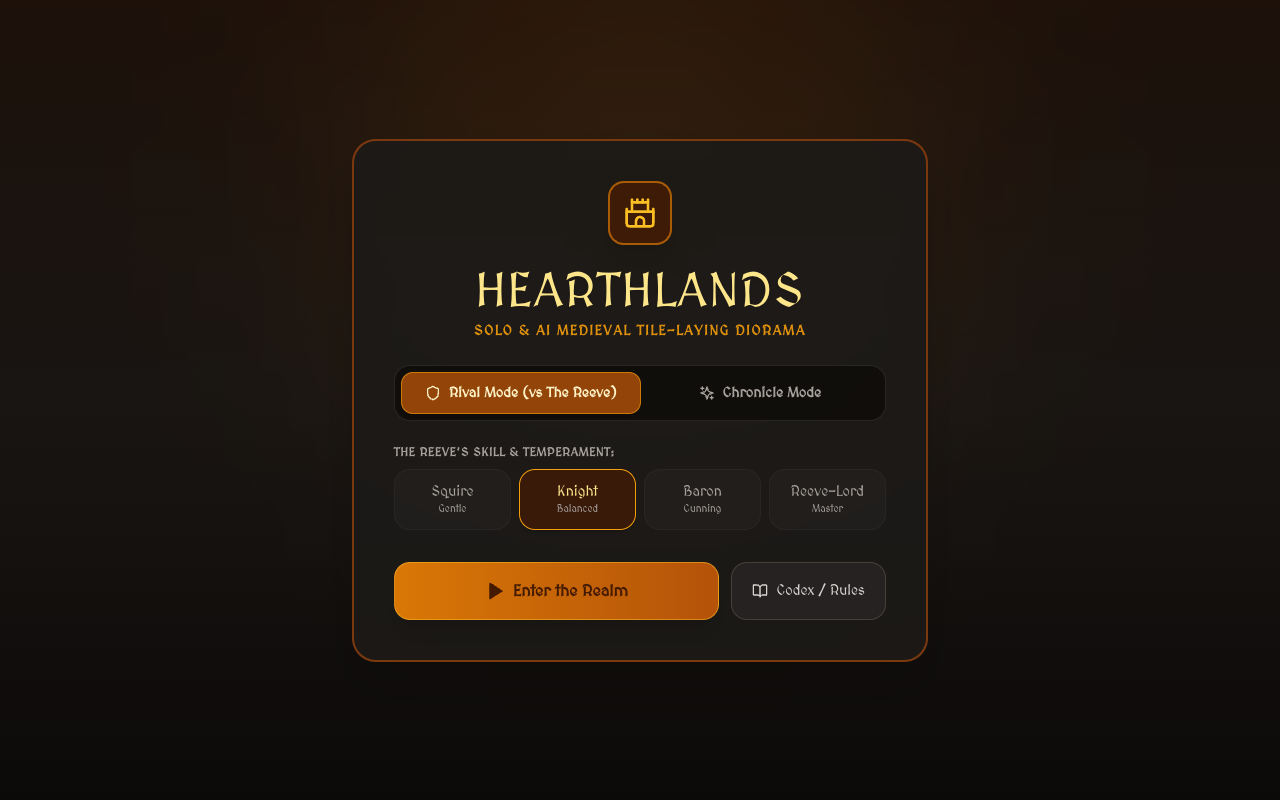 HEARTHLANDS
SOLO & AI MEDIEVAL TILE-LAYING DIORAMA
Rival Mode (vs The Reeve)
Chronicle Mode
THE REEVE'S SKILL & TEMPERAMENT:
Squire
Gentle
Knight
Balanced
Baron
Cunning
Reeve-Lord
Master
Enter the Realm
Codex / Rules